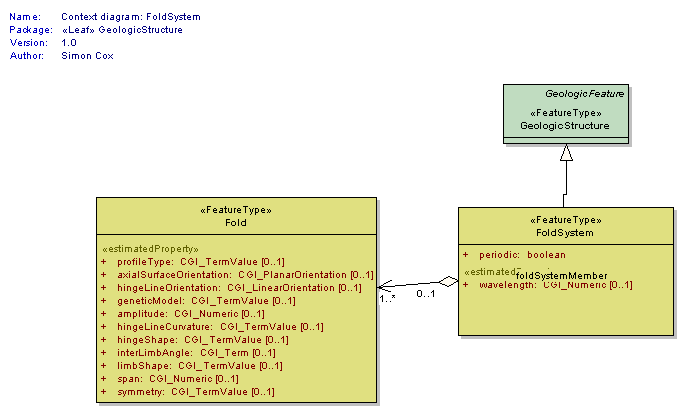 Name: Context diagram: FoldSystem
Package: «Leaf» GeologicStructure
Version: 1.0
Author: Simon Cox
GeologicFeature
«FeatureType»
GeologicStructure
«FeatureType»
Fold
«estimatedProperty»
+ profileType: CGI_TermValue [0..1]
+ axialSurfaceOrientation: CGI_PlanarOrientation [0..1]
+ hingeLineOrientation: CGI_LinearOrientation [0..1]
+ geneticModel: CGI_TermValue [0..1]
+ amplitude: CGI_Numeric [0..1]
+ hingeLineCurvature: CGI_TermValue [0..1]
+ hingeShape: CGI_TermValue [0..1]
+ interLimbAngle: CGI_Term [0..1]
+ limbShape: CGI_TermValue [0..1]
+ span: CGI_Numeric [0..1]
+ symmetry: CGI_TermValue [0..1]
«FeatureType»
FoldSystem
+ periodic: boolean
foldSystemMember
+ wavelength: CGI_Numeric [0..1]
1..*
0..1